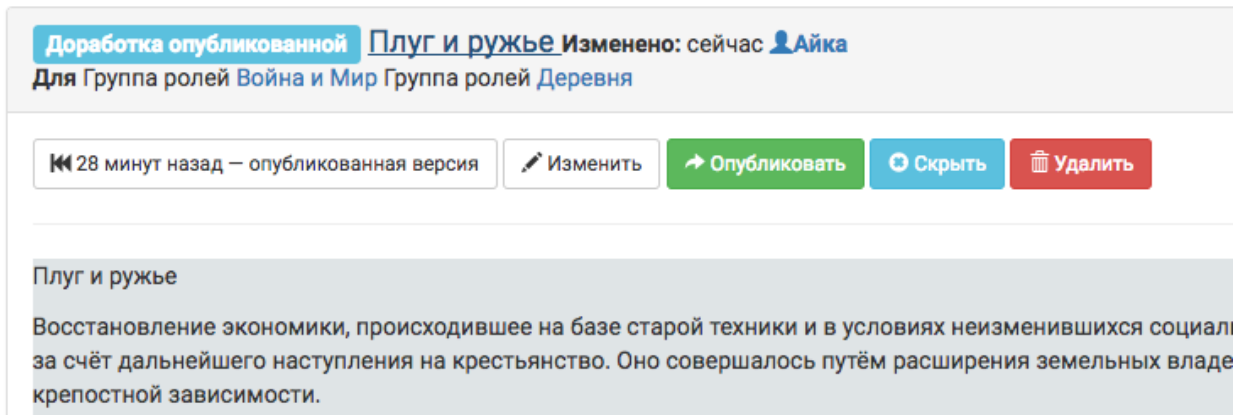 Доработка опубликованной Плуг и ружье Изменено: сейчас Айка
Для Группа ролей Война и Мир Группа ролей Деревня
28 минут назад — опубликованная версия Изменить Опубликовать Скрыть Удалить
Плуг и ружье
Восстановление экономики, происходившее на базе старой техники и в условиях неизменившихся социал
за счёт дальнейшего наступления на крестьянство. Оно совершалось путём расширения земельных владе
крепостной зависимости.